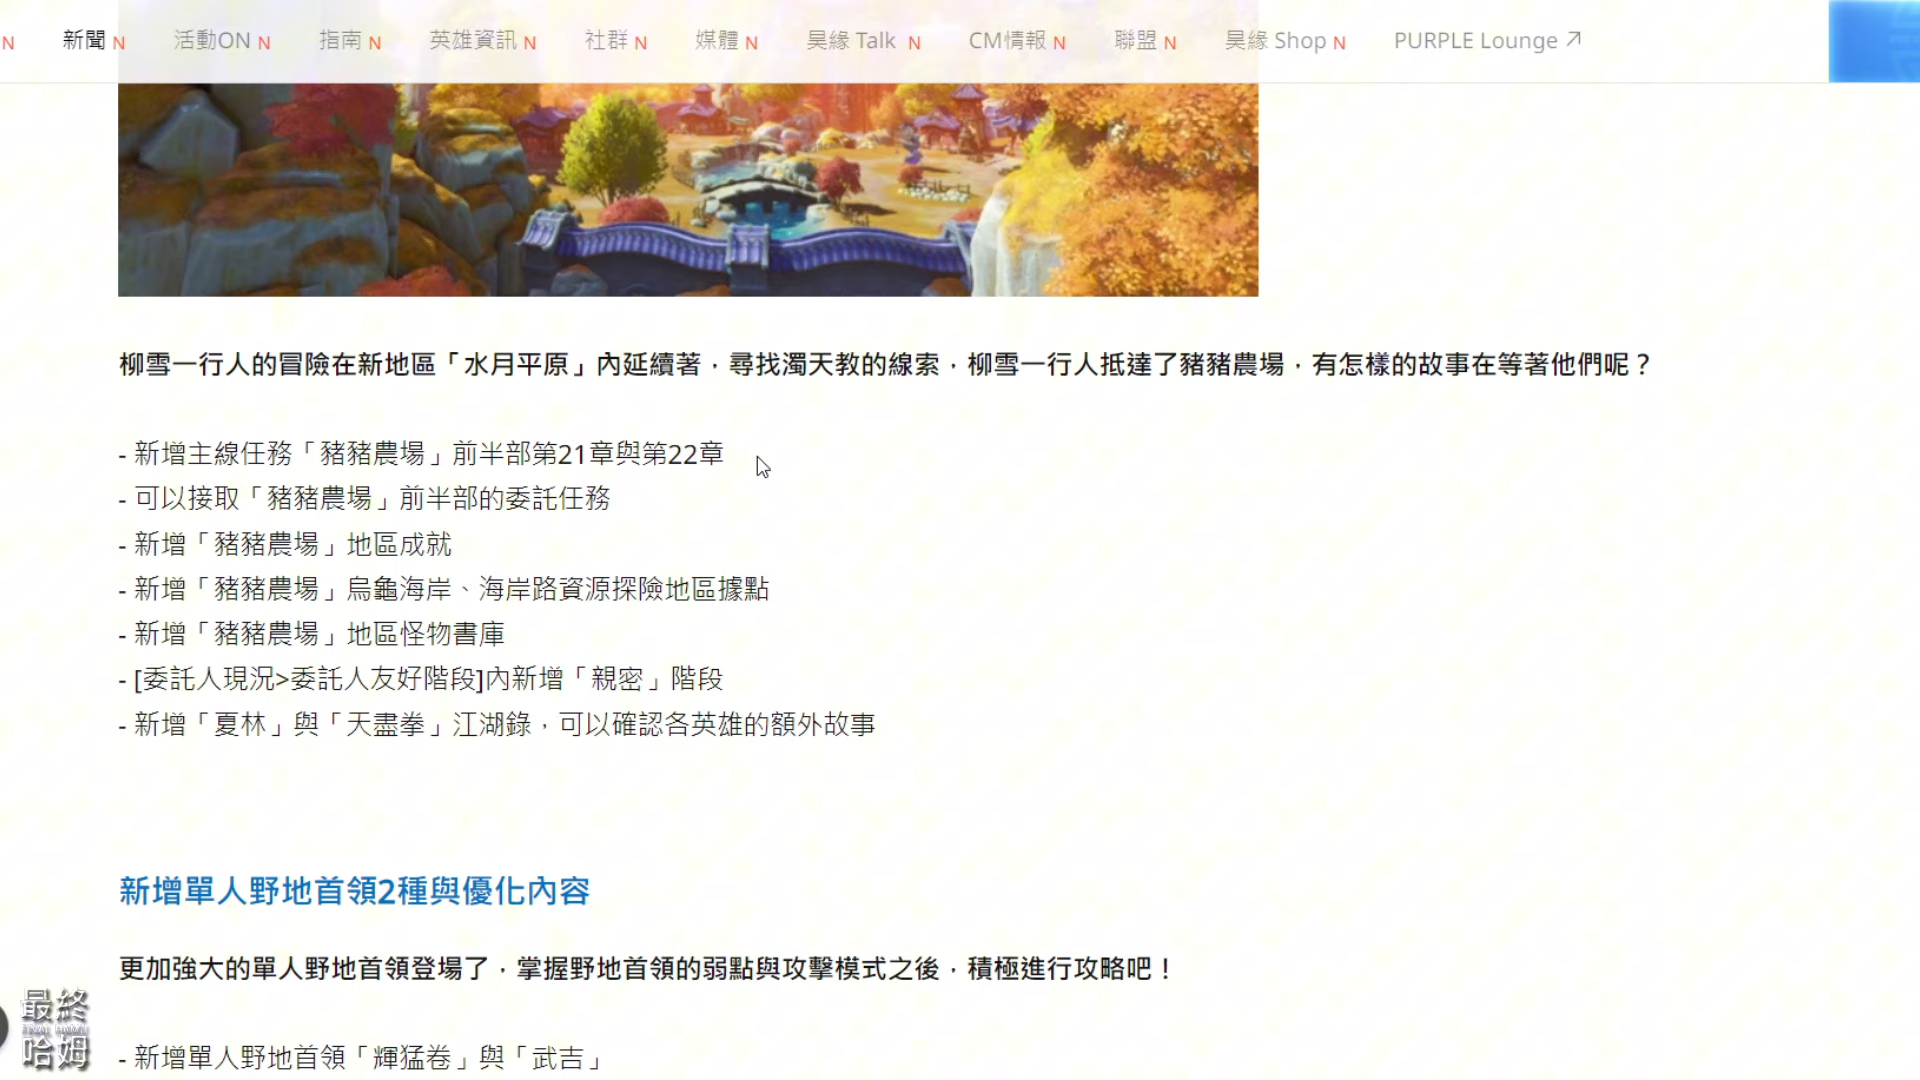 N 新聞 N 活動ON N 指南 N 英雄資訊 N 社群 N 媒體 N 昊緣 Talk N CM情報 N 聯盟 N 昊緣 Shop N PURPLE Lounge
柳雪一行人的冒險在新地區「水月平原」內延續著，尋找濁天教的線索，柳雪一行人抵達了豬豬農場，有怎樣的故事在等著他們呢？
- 新增主線任務「豬豬農場」前半部第21章與第22章
- 可以接取「豬豬農場」前半部的委託任務
- 新增「豬豬農場」地區成就
- 新增「豬豬農場」烏龜海岸、海岸路資源探險地區據點
- 新增「豬豬農場」地區怪物書庫
- [委託人現況>委託人友好階段]內新增「親密」階段
- 新增「夏林」與「天盡拳」江湖錄，可以確認各英雄的額外故事
新增單人野地首領2種與優化內容
更加強大的單人野地首領登場了，掌握野地首領的弱點與攻擊模式之後，積極進行攻略吧！
- 新增單人野地首領「輝猛卷」與「武吉」
最終
哈姆